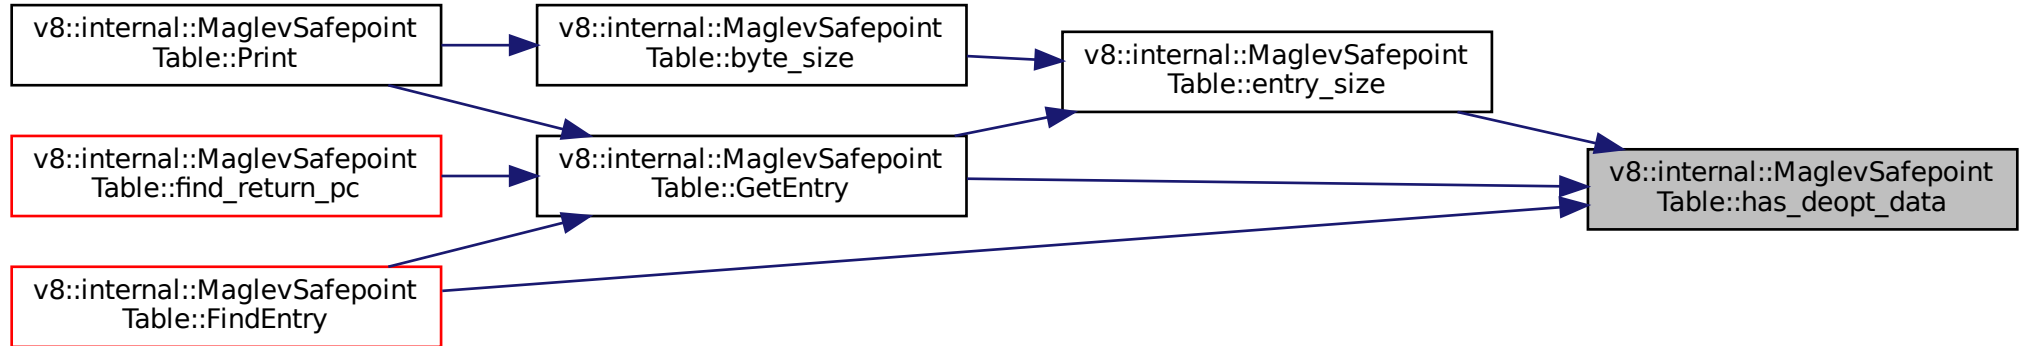 v8::internal::MaglevSafepoint
Table::Print
v8::internal::MaglevSafepoint
Table::byte_size
v8::internal::MaglevSafepoint
Table::entry_size
v8::internal::MaglevSafepoint
Table::find_return_pc
v8::internal::MaglevSafepoint
Table::GetEntry
v8::internal::MaglevSafepoint
Table::has_deopt_data
v8::internal::MaglevSafepoint
Table::FindEntry